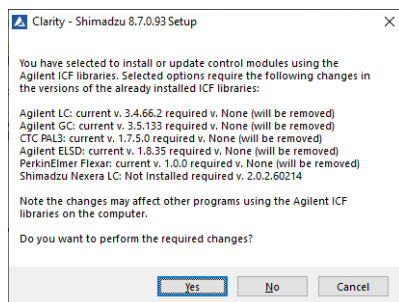 Clarity - Shimadzu 8.7.0.93 Setup
You have selected to install or update control modules using the
Agilent ICF libraries. Selected options require the following changes in
the versions of the already installed ICF libraries:
Agilent LC: current v. 3.4.66.2 required v. None (will be removed)
Agilent GC: current v. 3.5.133 required v. None (will be removed)
CTC PAL3: current v. 1.7.5.0 required v. None (will be removed)
Agilent ELSD: current v. 1.8.35 required v. None (will be removed)
PerkinElmer Flexar: current v. 1.0.0 required v. None (will be removed)
Shimadzu Nexera LC: Not Installed required v. 2.0.2.60214
Note the changes may affect other programs using the Agilent ICF
libraries on the computer.
Do you want to perform the required changes?
Yes No Cancel